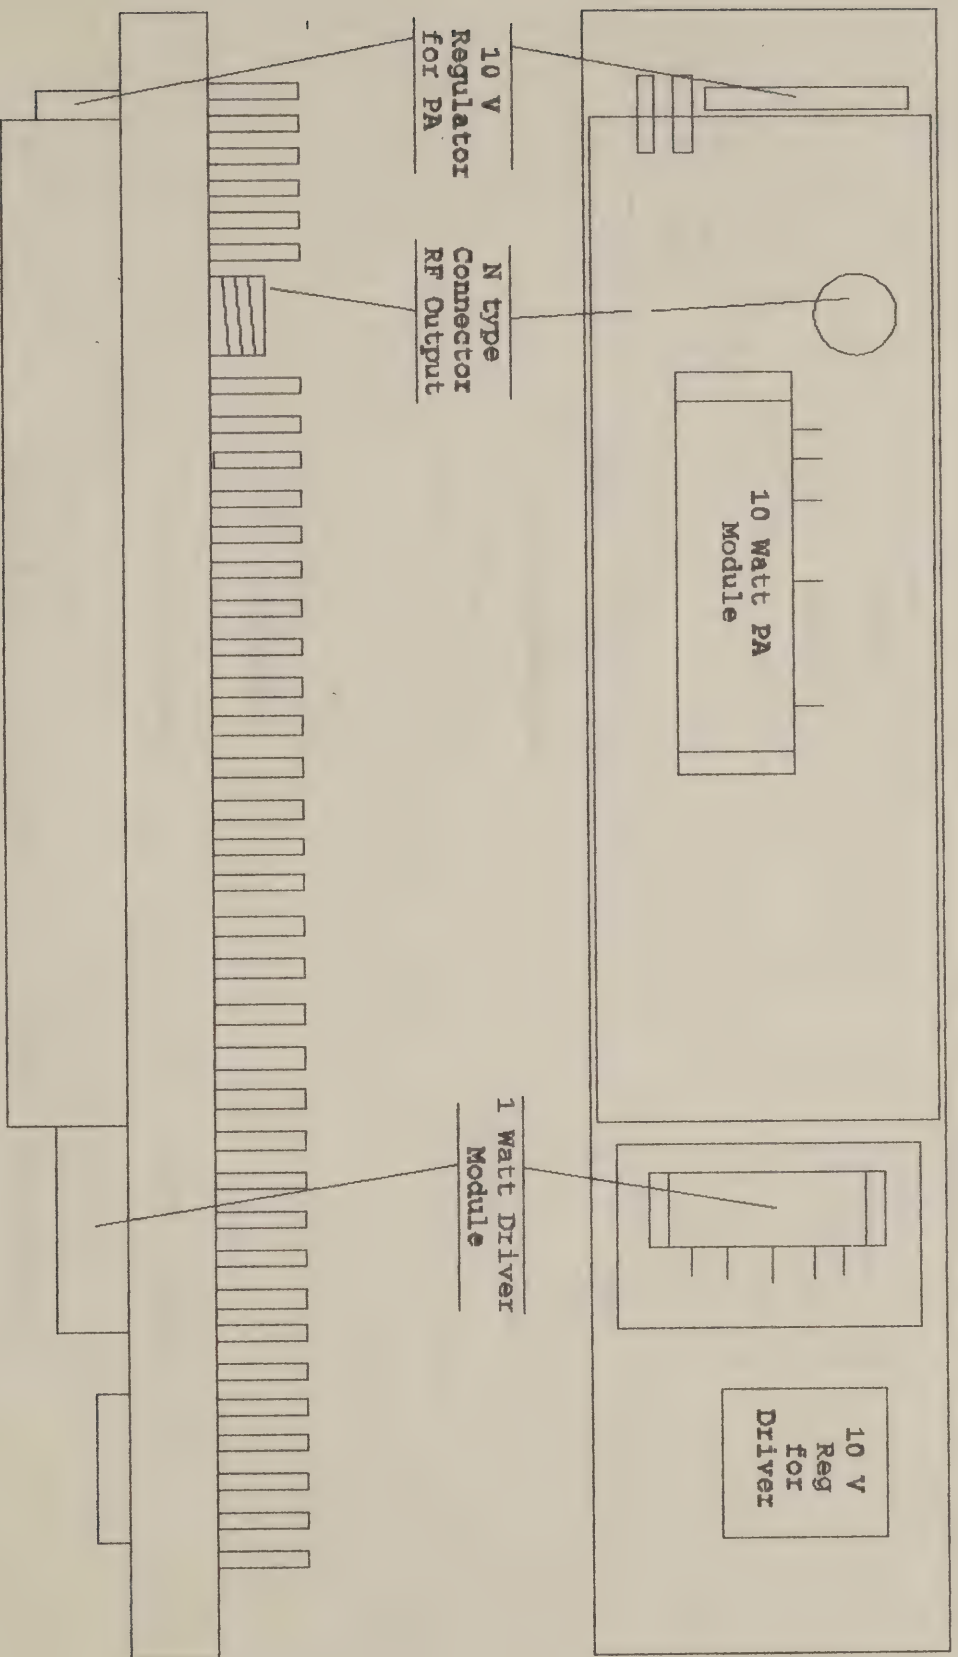 10 V
Regulator
for PA
N type
Connector
RF Output
10 Watt PA
Module
1 Watt Driver
Module
10 V
Reg
for
Driver